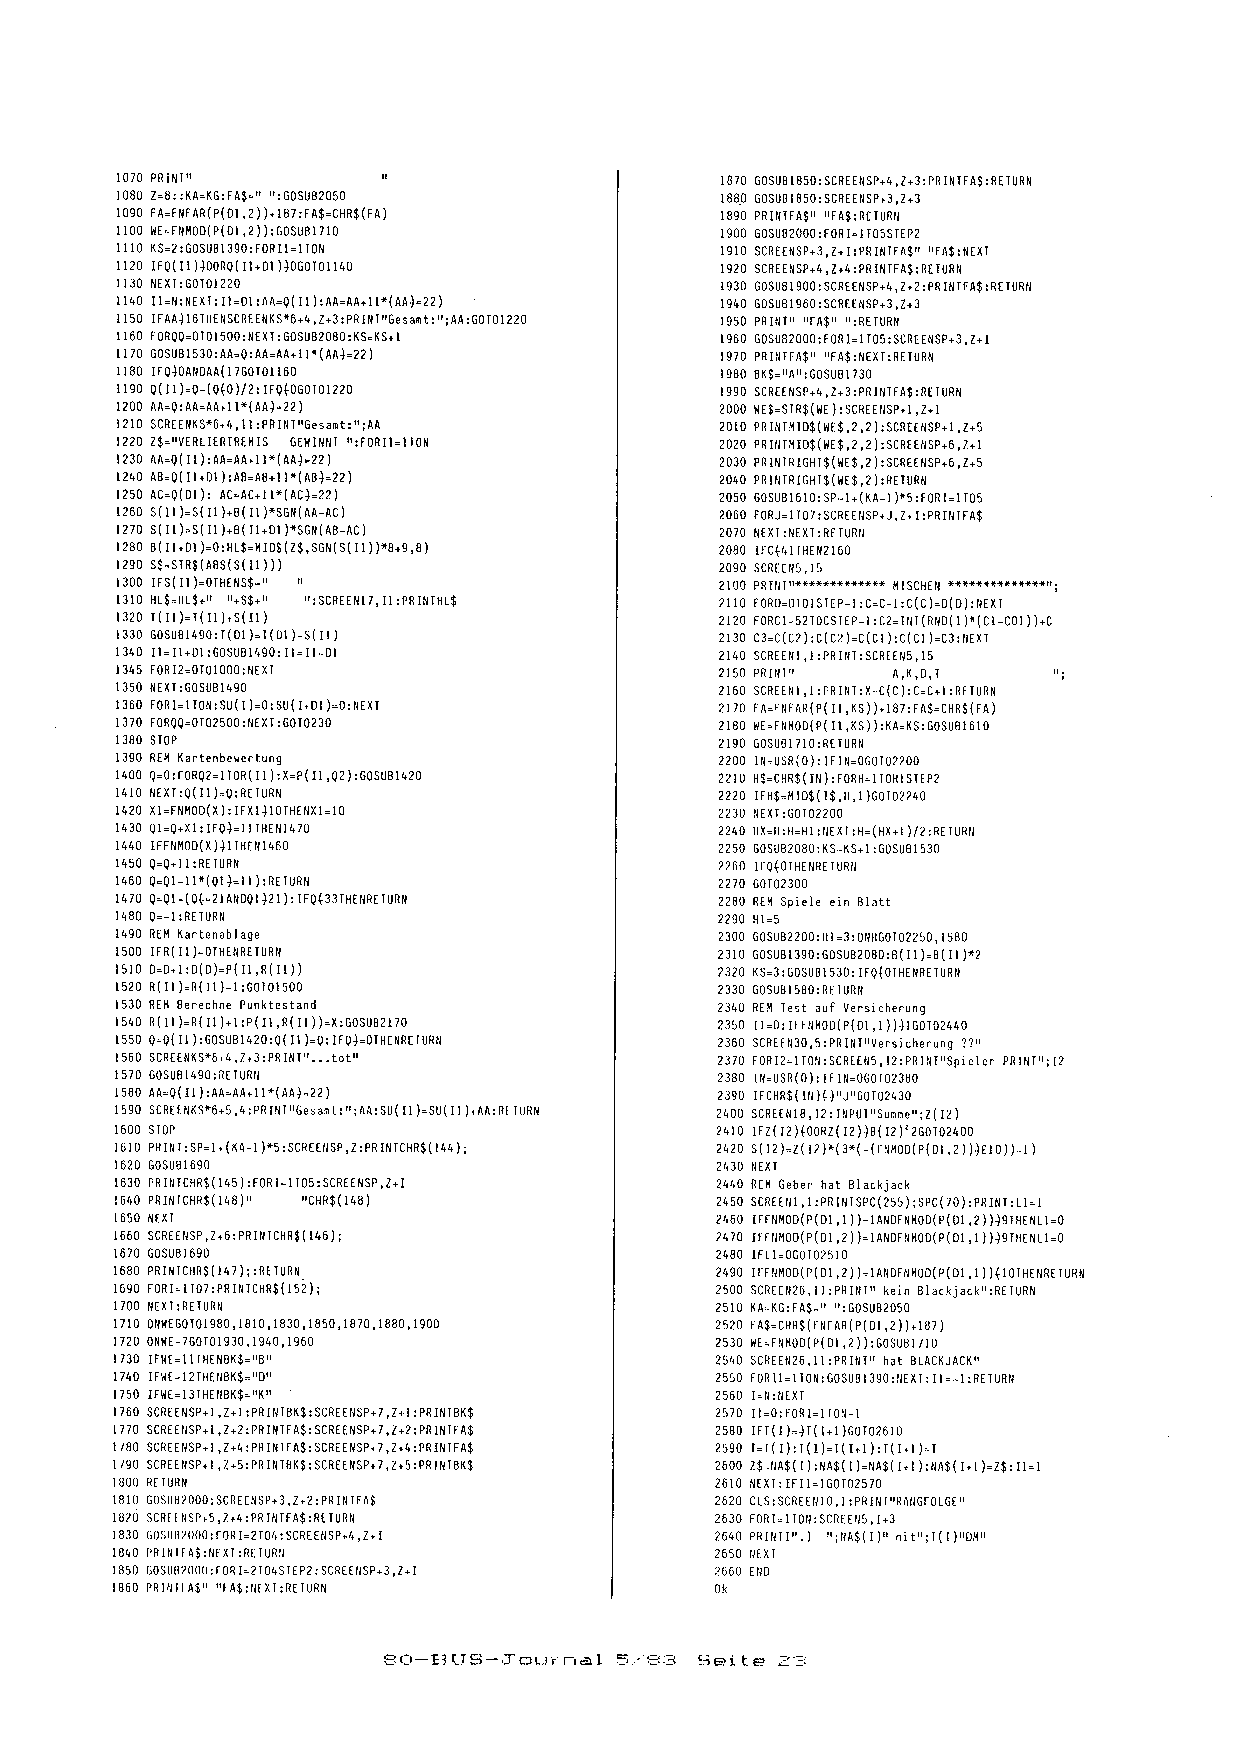 1070 PRINT"                              "
1080 Z=8::KA=KG:FA$=" ":GOSUB2050
1090 FA=FNFAR(P(D1,2))+187:FA$=CHR$(FA)
1100 WE=FNMOD(P(D1,2)):GOSUB1710
1110 KS=2:GOSUB1390:FORI1=1TON
1120 IFQ(I1)}0ORQ(I1+D1)}0GOTO1140
1130 NEXT:GOTO1220
1140 I1=N:NEXT:I1=D1:AA=Q(I1):AA=AA+11*(AA}=22)
1150 IFAA}16THENSCREENKS*6+4,Z+3:PRINT"Gesamt:";AA:GOTO1220
1160 FORQQ=0TO1500:NEXT:GOSUB2080:KS=KS+1
1170 GOSUB1530:AA=Q:AA=AA+11*(AA}=22)
1180 IFQ}0ANDAA{17GOTO1160
1190 Q(I1)=Q-(Q{0)/2:IFQ{0GOTO1220
1200 AA=Q:AA=AA+11*(AA}=22)
1210 SCREENKS*6+4,11:PRINT"Gesamt:";AA
1220 Z$="VERLIERTREMIS   GEWINNT ":FORI1=1TON
1230 AA=Q(I1):AA=AA+11*(AA}=22)
1240 AB=Q(I1+D1):AB=AB+11*(AB}=22)
1250 AC=Q(D1): AC=AC+11*(AC}=22)
1260 S(I1)=S(I1)+B(I1)*SGN(AA-AC)
1270 S(I1)=S(I1)+B(I1+D1)*SGN(AB-AC)
1280 B(I1+D1)=0:HL$=MID$(Z$,SGN(S(I1))*8+9,8)
1290 S$=STR$(ABS(S(I1)))
1300 IFS(I1)=0THENS$="    "
1310 HL$=HL$+"  "+S$+"     ":SCREEN17,I1:PRINTHL$
1320 T(I1)=T(I1)+S(I1)
1330 GOSUB1490:T(D1)=T(D1)-S(I1)
1340 I1=I1+D1:GOSUB1490:I1=I1-D1
1345 FORI2=0TO1000:NEXT
1350 NEXT:GOSUB1490
1360 FORI=1TON:SU(I)=0:SU(I+D1)=0:NEXT
1370 FORQQ=0TO2500:NEXT:GOTO230
1380 STOP
1390 REM Kartenbewertung
1400 Q=0:FORQ2=1TOR(I1):X=P(I1,Q2):GOSUB1420
1410 NEXT:Q(I1)=Q:RETURN
1420 X1=FNMOD(X):IFX1}10THENX1=10
1430 Q1=Q+X1:IFQ}=11THEN1470
1440 IFFNMOD(X)}1THEN1460
1450 Q=Q+11:RETURN
1460 Q=Q1-11*(Q1}=11):RETURN
1470 Q=Q1-(Q{=21ANDQ1}21):IFQ{33THENRETURN
1480 Q=-1:RETURN
1490 REM Kartenablage
1500 IFR(I1)=0THENRETURN
1510 D=D+1:D(D)=P(I1,R(I1))
1520 R(I1)=R(I1)-1:GOTO1500
1530 REM Berechne Punktestand
1540 R(I1)=R(I1)+1:P(I1,R(I1))=X:GOSUB2170
1550 Q=Q(I1):GOSUB1420:Q(I1)=Q:IFQ}=0THENRETURN
1560 SCREENKS*6+4,Z+3:PRINT"...tot"
1570 GOSUB1490:RETURN
1580 AA=Q(I1):AA=AA+11*(AA}=22)
1590 SCREENKS*6+5,4:PRINT"Gesamt:";AA:SU(I1)=SU(I1)+AA:RETURN
1600 STOP
1610 PRINT:SP=1+(KA-1)*5:SCREENSP,Z:PRINTCHR$(144);
1620 GOSUB1690
1630 PRINTCHR$(145):FORI=1TO5:SCREENSP,Z+I
1640 PRINTCHR$(148)"       "CHR$(148)
1650 NEXT
1660 SCREENSP,Z+6:PRINTCHR$(146);
1670 GOSUB1690
1680 PRINTCHR$(147);:RETURN
1690 FORI=1TO7:PRINTCHR$(152);
1700 NEXT:RETURN
1710 ONWEGOTO1980,1810,1830,1850,1870,1880,1900
1720 ONWE-7GOTO1930,1940,1960
1730 IFWE=11THENBK$="B"
1740 IFWE=12THENBK$="D"
1750 IFWE=13THENBK$="K"
1760 SCREENSP+1,Z+1:PRINTBK$:SCREENSP+7,Z+1:PRINTBK$
1770 SCREENSP+1,Z+2:PRINTFA$:SCREENSP+7,Z+2:PRINTFA$
1780 SCREENSP+1,Z+4:PRINTFA$:SCREENSP+7,Z+4:PRINTFA$
1790 SCREENSP+1,Z+5:PRINTBK$:SCREENSP+7,Z+5:PRINTBK$
1800 RETURN
1810 GOSUB2000:SCREENSP+3,Z+2:PRINTFA$
1820 SCREENSP+5,Z+4:PRINTFA$:RETURN
1830 GOSUB2000:FORI=2TO4:SCREENSP+4,Z+I
1840 PRINTFA$:NEXT:RETURN
1850 GOSUB2000:FORI=2TO4STEP2:SCREENSP+3,Z+I
1860 PRINTFA$" "FA$:NEXT:RETURN
1870 GOSUB1850:SCREENSP+4,Z+3:PRINTFA$:RETURN
1880 GOSUB1850:SCREENSP+3,Z+3
1890 PRINTFA$" "FA$:RETURN
1900 GOSUB2000:FORI=1TO5STEP2
1910 SCREENSP+3,Z+I:PRINTFA$" "FA$:NEXT
1920 SCREENSP+4,Z+4:PRINTFA$:RETURN
1930 GOSUB1900:SCREENSP+4,Z+2:PRINTFA$:RETURN
1940 GOSUB1960:SCREENSP+3,Z+3
1950 PRINT" "FA$" ":RETURN
1960 GOSUB2000:FORI=1TO5:SCREENSP+3,Z+I
1970 PRINTFA$" "FA$:NEXT:RETURN
1980 BK$="A":GOSUB1730
1990 SCREENSP+4,Z+3:PRINTFA$:RETURN
2000 WE$=STR$(WE):SCREENSP+1,Z+1
2010 PRINTMID$(WE$,2,2):SCREENSP+1,Z+5
2020 PRINTMID$(WE$,2,2):SCREENSP+6,Z+1
2030 PRINTRIGHT$(WE$,2):SCREENSP+6,Z+5
2040 PRINTRIGHT$(WE$,2):RETURN
2050 GOSUB1610:SP=1+(KA-1)*5:FORI=1TO5
2060 FORJ=1TO7:SCREENSP+J,Z+I:PRINTFA$
2070 NEXT:NEXT:RETURN
2080 IFC{41THEN2160
2090 SCREEN5,15
2100 PRINT"************* MISCHEN **************";
2110 FORD=DTO1STEP-1:C=C-1:C(C)=D(D):NEXT
2120 FORC1=52TOCSTEP-1:C2=INT(RND(1)*(C1-C01))+C
2130 C3=C(C2):C(C2)=C(C1):C(C1)=C3:NEXT
2140 SCREEN1,1:PRINT:SCREEN5,15
2150 PRINT"              A,K,D,T                    ";
2160 SCREEN1,1:PRINT:X=C(C):C=C+1:RETURN
2170 FA=FNFAR(P(I1,KS))+187:FA$=CHR$(FA)
2180 WE=FNMOD(P(I1,KS)):KA=KS:GOSUB1610
2190 GOSUB1710:RETURN
2200 IN=USR(0):IFIN=0GOTO2200
2210 H$=CHR$(IN):FORH=1TOH1STEP2
2220 IFH$=MID$(I$,H,1)GOTO2240
2230 NEXT:GOTO2200
2240 HX=H:H=H1:NEXT:H=(HX+1)/2:RETURN
2250 GOSUB2080:KS=KS+1:GOSUB1530
2260 IFQ{0THENRETURN
2270 GOTO2300
2280 REM Spiele ein Blatt
2290 H1=5
2300 GOSUB2200:H1=3:ONHGOTO2250,1580
2310 GOSUB1390:GOSUB2080:B(I1)=B(I1)*2
2320 KS=3:GOSUB1530:IFQ{0THENRETURN
2330 GOSUB1580:RETURN
2340 REM Test auf Versicherung
2350 I1=0:IFFNMOD(P(D1,1))}1GOTO2440
2360 SCREEN30,5:PRINT"Versicherung ??"
2370 FORI2=1TON:SCREEN5,12:PRINT"Spieler PRINT";I2
2380 IN=USR(0):IFIN=0GOTO2380
2390 IFCHR$(IN){}"J"GOTO2430
2400 SCREEN18,12:INPUT"Summe";Z(I2)
2410 IFZ(I2){0ORZ(I2)}B(I2)*2GOTO2400
2420 S(I2)=Z(I2)*(3*(-(FNMOD(P(D1,2))}E10))-1)
2430 NEXT
2440 REM Geber hat Blackjack
2450 SCREEN1,1:PRINTSPC(255);SPC(70):PRINT:L1=1
2460 IFFNMOD(P(D1,1))=1ANDFNMOD(P(D1,2))}9THENL1=0
2470 IFFNMOD(P(D1,2))=1ANDFNMOD(P(D1,1))}9THENL1=0
2480 IFL1=0GOTO2510
2490 IFFNMOD(P(D1,2))=1ANDFNMOD(P(D1,1)){10THENRETURN
2500 SCREEN26,11:PRINT" kein Blackjack":RETURN
2510 KA=KG:FA$=" ":GOSUB2050
2520 FA$=CHR$(FNFAR(P(D1,2))+187)
2530 WE=FNMOD(P(D1,2)):GOSUB1710
2540 SCREEN26,11:PRINT" hat BLACKJACK"
2550 FORI1=1TON:GOSUB1390:NEXT:I1=-1:RETURN
2560 I=N:NEXT
2570 I1=0:FORI=1TON-1
2580 IFT(I)=}T(I+1)GOTO2610
2590 T=T(I):T(I)=T(I+1):T(I+1)=T
2600 Z$=NA$(I):NA$(I)=NA$(I+1):NA$(I+1)=Z$:I1=1
2610 NEXT:IFI1=1GOTO2570
2620 CLS:SCREEN10,1:PRINT"RANGFOLGE"
2630 FORI=1TON:SCREEN5,I+3
2640 PRINTI".)  ";NA$(I)" mit";T(I)"DM"
2650 NEXT
2660 END
Ok
80-BUS-Journal 5/83  Seite 23